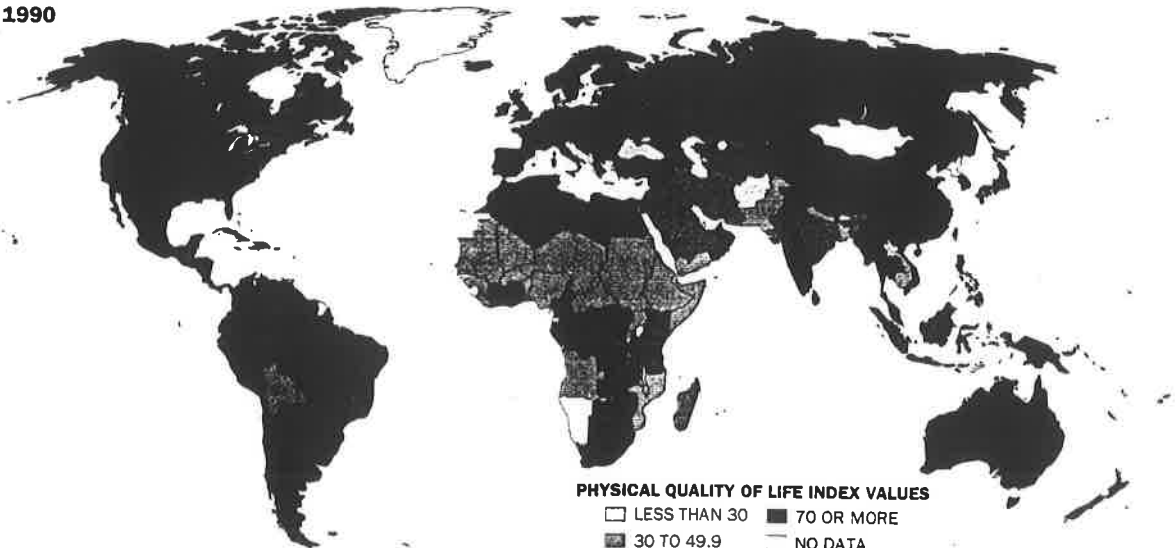 1990
PHYSICAL QUALITY OF LIFE INDEX VALUES
LESS THAN 30
70 OR MORE
30 TO 49.9
NO DATA